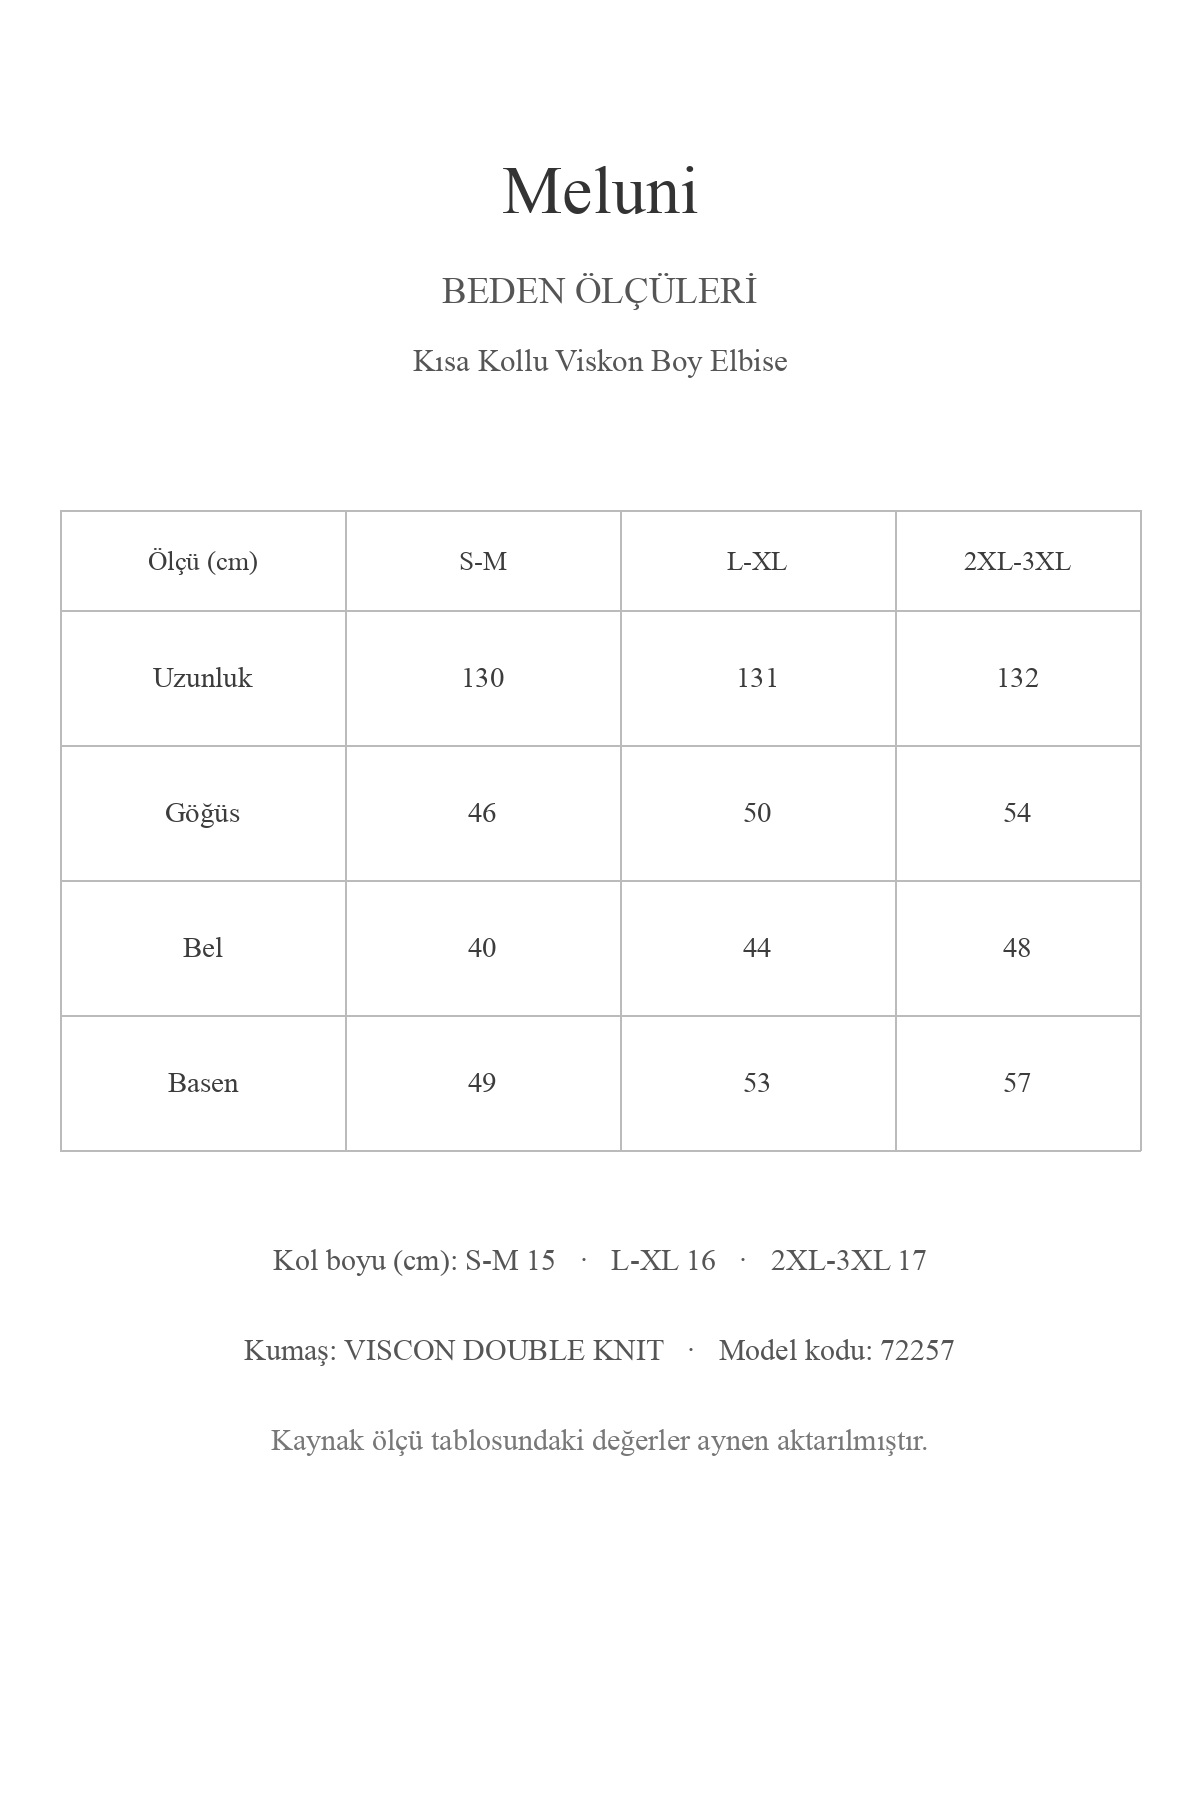 Meluni
BEDEN ÖLÇÜLERİ
Kısa Kollu Viskon Boy Elbise
Ölçü (cm) S-M L-XL 2XL-3XL
Uzunluk 130 131 132
Göğüs 46 50 54
Bel 40 44 48
Basen 49 53 57
Kol boyu (cm): S-M 15 · L-XL 16 · 2XL-3XL 17
Kumaş: VISCON DOUBLE KNIT · Model kodu: 72257
Kaynak ölçü tablosundaki değerler aynen aktarılmıştır.